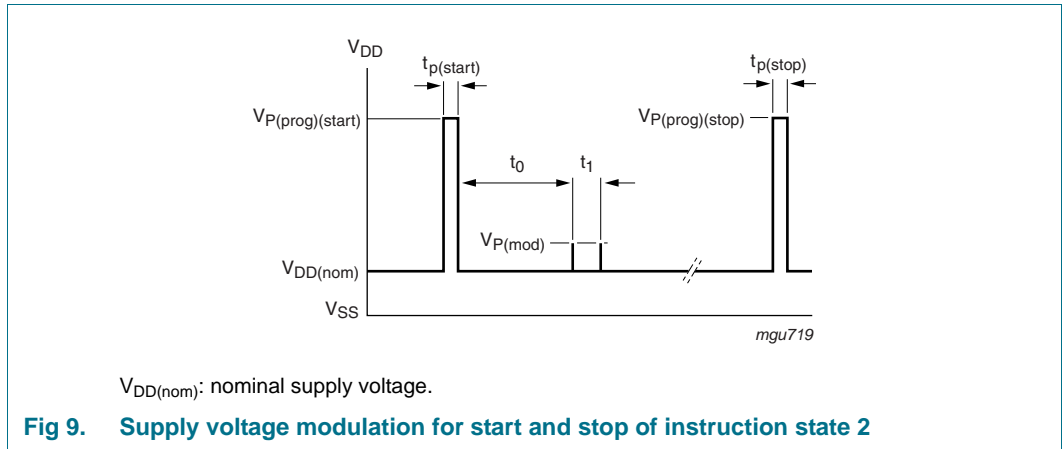 VDD
tp(start)
tp(stop)
VP(prog)(start)
VP(prog)(stop)
t0
t1
VP(mod)
VDD(nom)
VSS
mgu719
VDD(nom): nominal supply voltage.
Fig 9. Supply voltage modulation for start and stop of instruction state 2